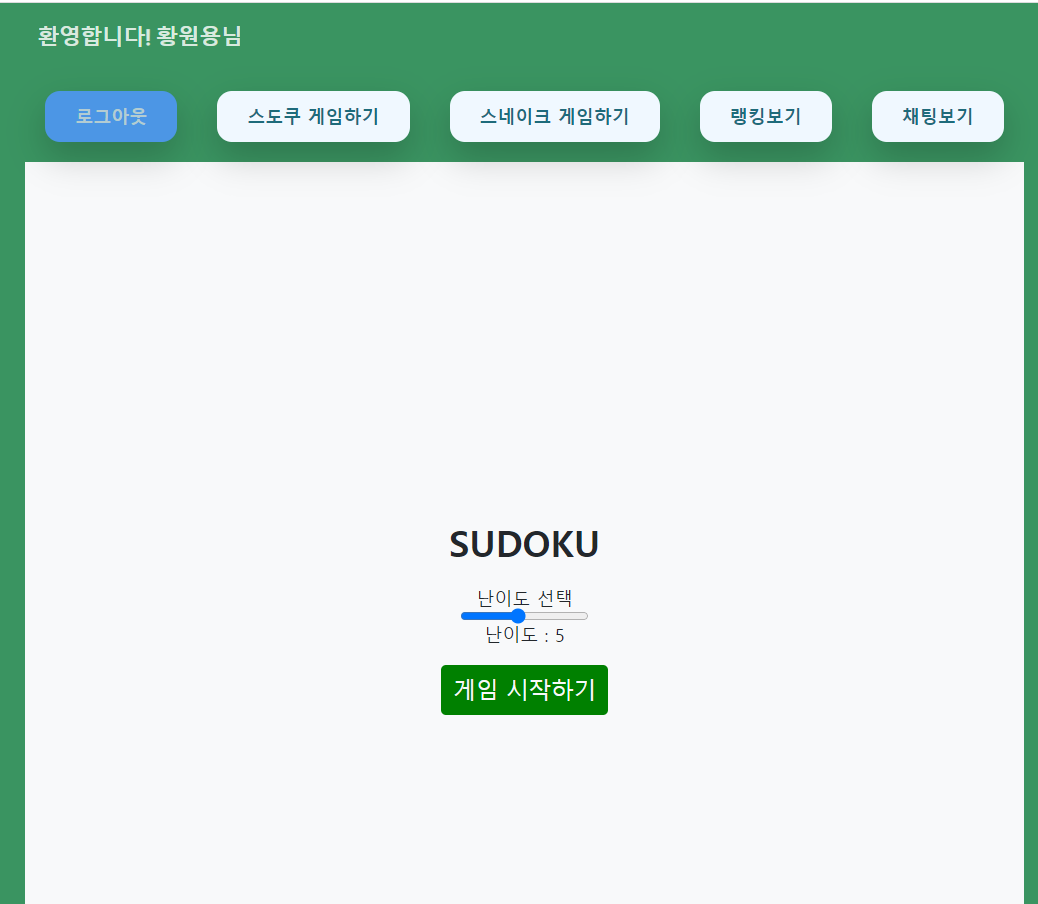 환영합니다! 황원용님
로그아웃
스도쿠 게임하기
스네이크 게임하기
랭킹보기
채팅보기
SUDOKU
난이도 선택
난이도 : 5
게임 시작하기